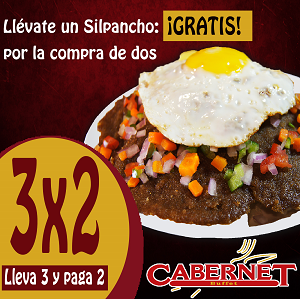 Llévate un Silpancho: ¡GRATIS!
por la compra de dos
3x2
Lleva 3 y paga 2
CABERNET
Buffet